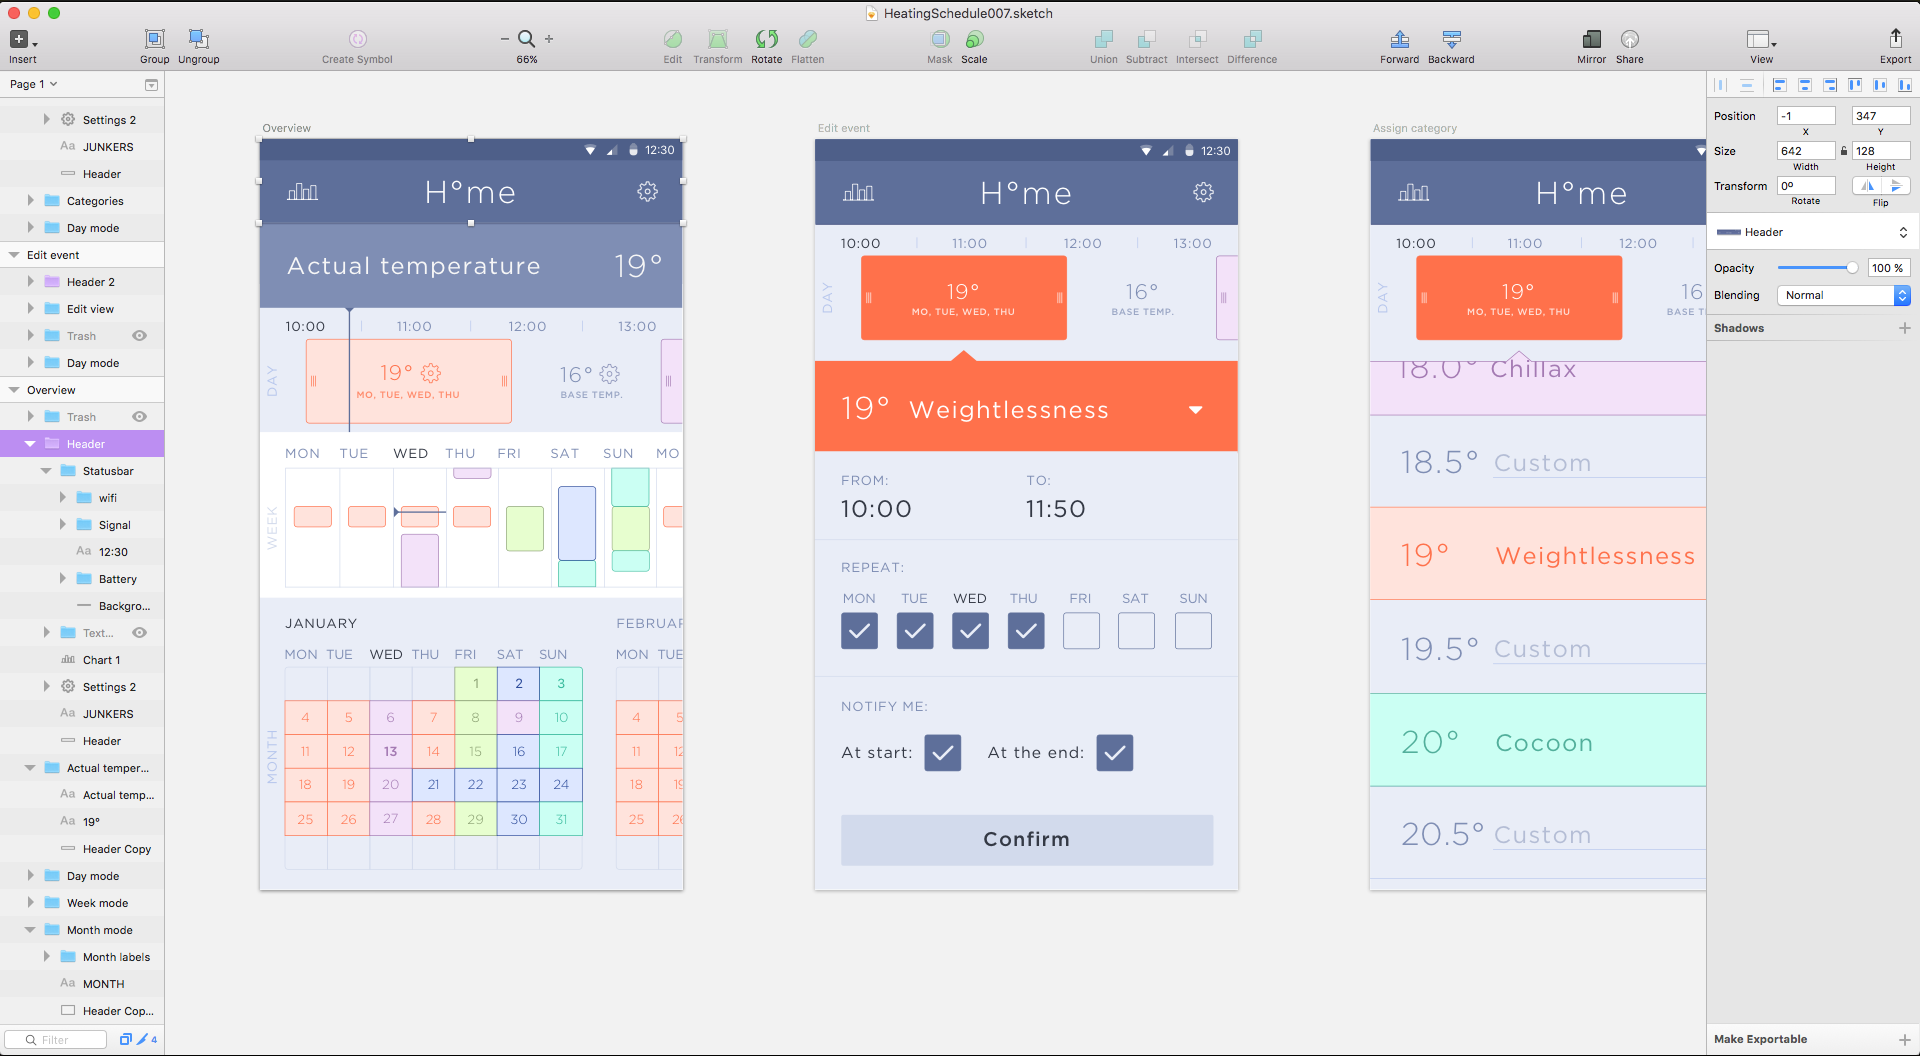 HeatingSchedule007.sketch
Insert
Group
Ungroup
Create Symbol
66%
Edit
Transform
Rotate
Flatten
Mask
Scale
Union
Subtract
Intersect
Difference
Forward
Backward
Mirror
Share
View
Export
Page 1
Settings 2
Aa JUNKERS
Header
Categories
Day mode
Edit event
Header 2
Edit view
Trash
Day mode
Overview
Trash
Header
Statusbar
wifi
Signal
Aa 12:30
Battery
Backgro...
Text...
Chart 1
Settings 2
Aa JUNKERS
Header
Actual temper...
Aa Actual temp...
Aa 19°
Header Copy
Day mode
Week mode
Month mode
Month labels
Aa MONTH
Header Cop...
Filter
4
Overview
12:30
H°me
Actual temperature 19°
10:00 11:00 12:00 13:00
DAY
19°
MO, TUE, WED, THU
16°
BASE TEMP.
MON TUE WED THU FRI SAT SUN MO
WEEK
JANUARY FEBRUAR
MON TUE WED THU FRI SAT SUN MON TUE
1 2 3
4 5 6 7 8 9 10 4 5
11 12 13 14 15 16 17 11 12
18 19 20 21 22 23 24 18 19
25 26 27 28 29 30 31 25 26
MONTH
Edit event
12:30
H°me
10:00 11:00 12:00 13:00
DAY
19°
MO, TUE, WED, THU
16°
BASE TEMP.
19° Weightlessness
FROM: TO:
10:00 11:50
REPEAT:
MON TUE WED THU FRI SAT SUN
NOTIFY ME:
At start: At the end:
Confirm
Assign category
H°me
10:00 11:00 12:00
DAY
19°
MO, TUE, WED, THU
16
BASE T
18.0° Chillax
18.5° Custom
19° Weightlessness
19.5° Custom
20° Cocoon
20.5° Custom
Position -1 347
X Y
Size 642 128
Width Height
Transform 0º
Rotate Flip
Header
Opacity 100 %
Blending Normal
Shadows
Make Exportable